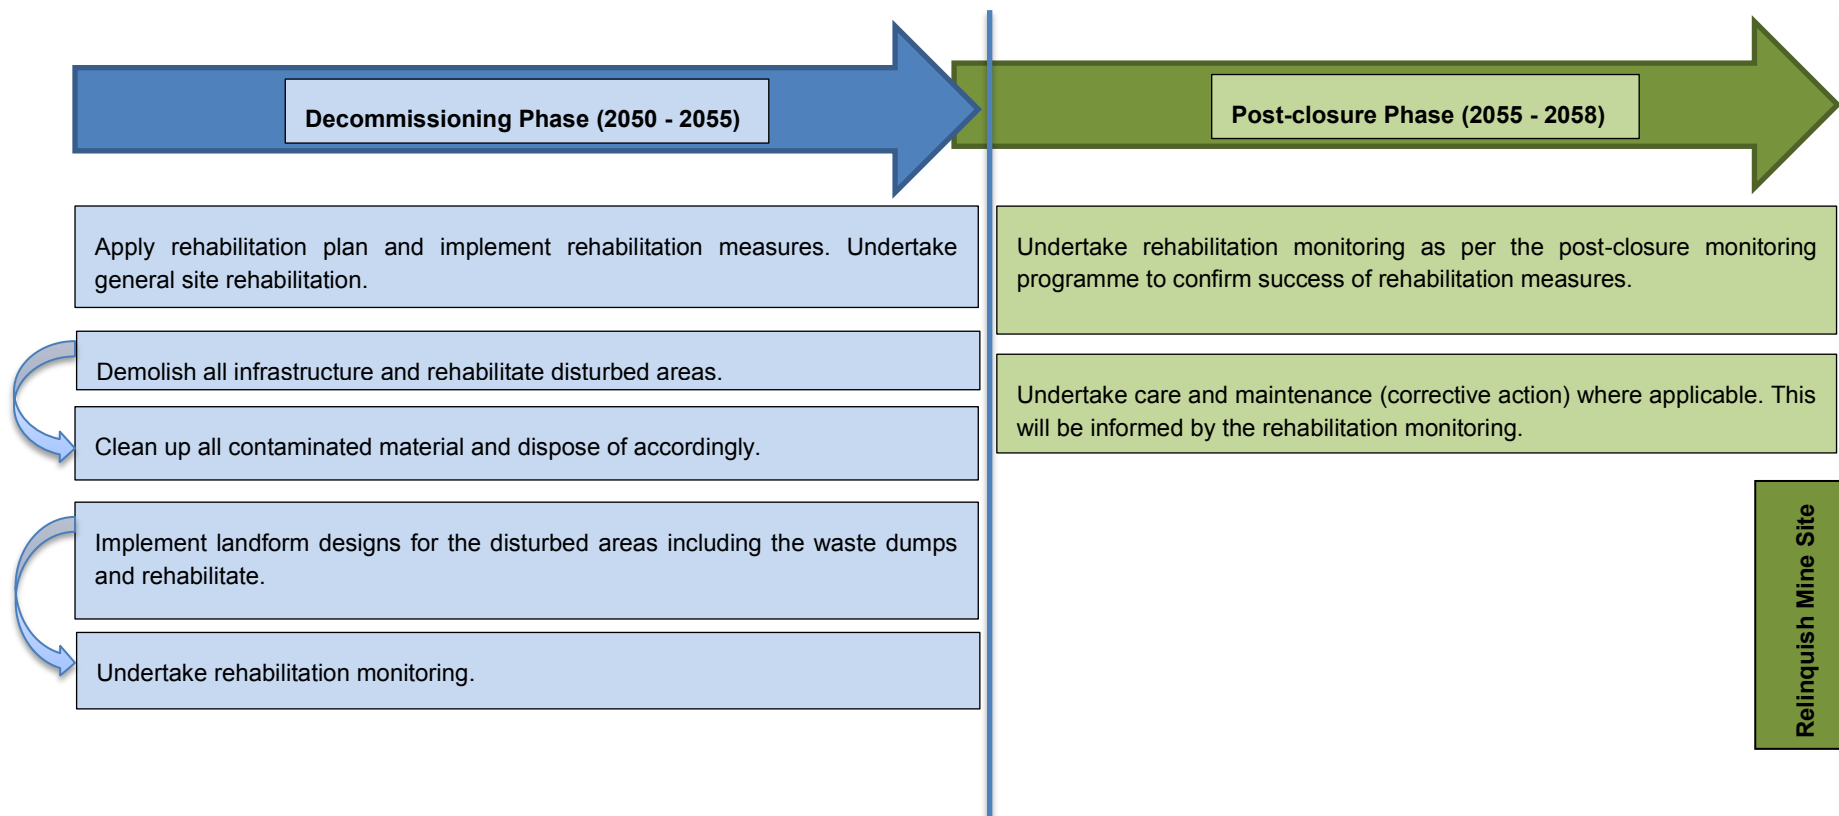 Decommissioning Phase (2050 - 2055)
Apply rehabilitation plan and implement rehabilitation measures. Undertake
general site rehabilitation.
Demolish all infrastructure and rehabilitate disturbed areas.
Clean up all contaminated material and dispose of accordingly.
Implement landform designs for the disturbed areas including the waste dumps
and rehabilitate.
Undertake rehabilitation monitoring.
Post-closure Phase (2055 - 2058)
Undertake rehabilitation monitoring as per the post-closure monitoring
programme to confirm success of rehabilitation measures.
Undertake care and maintenance (corrective action) where applicable. This
will be informed by the rehabilitation monitoring.
Relinquish Mine Site